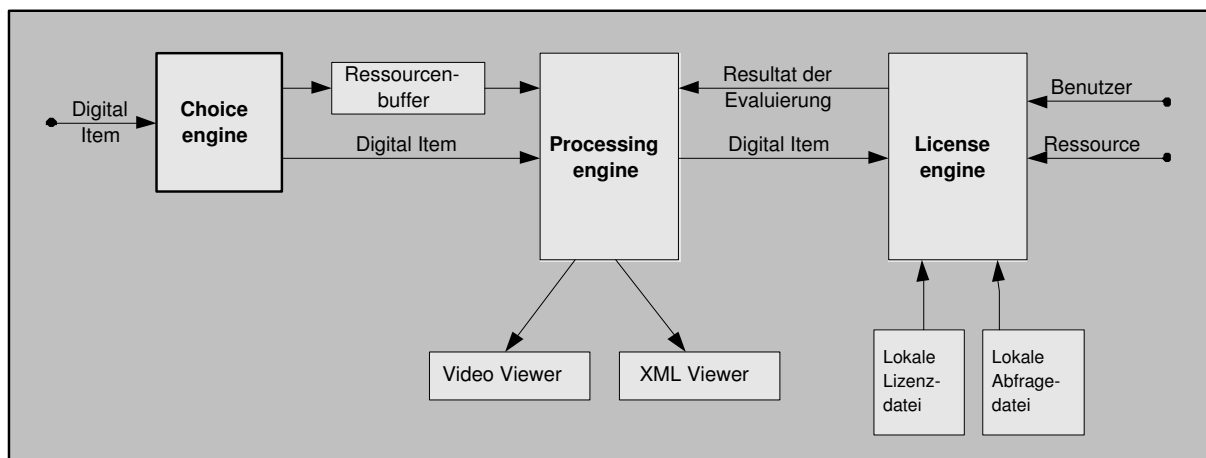 Digital
Item
Choice
engine
Ressourcen-
buffer
Digital Item
Processing
engine
Resultat der
Evaluierung
Digital Item
License
engine
Benutzer
Ressource
Video Viewer
XML Viewer
Lokale
Lizenz-
datei
Lokale
Abfrage-
datei